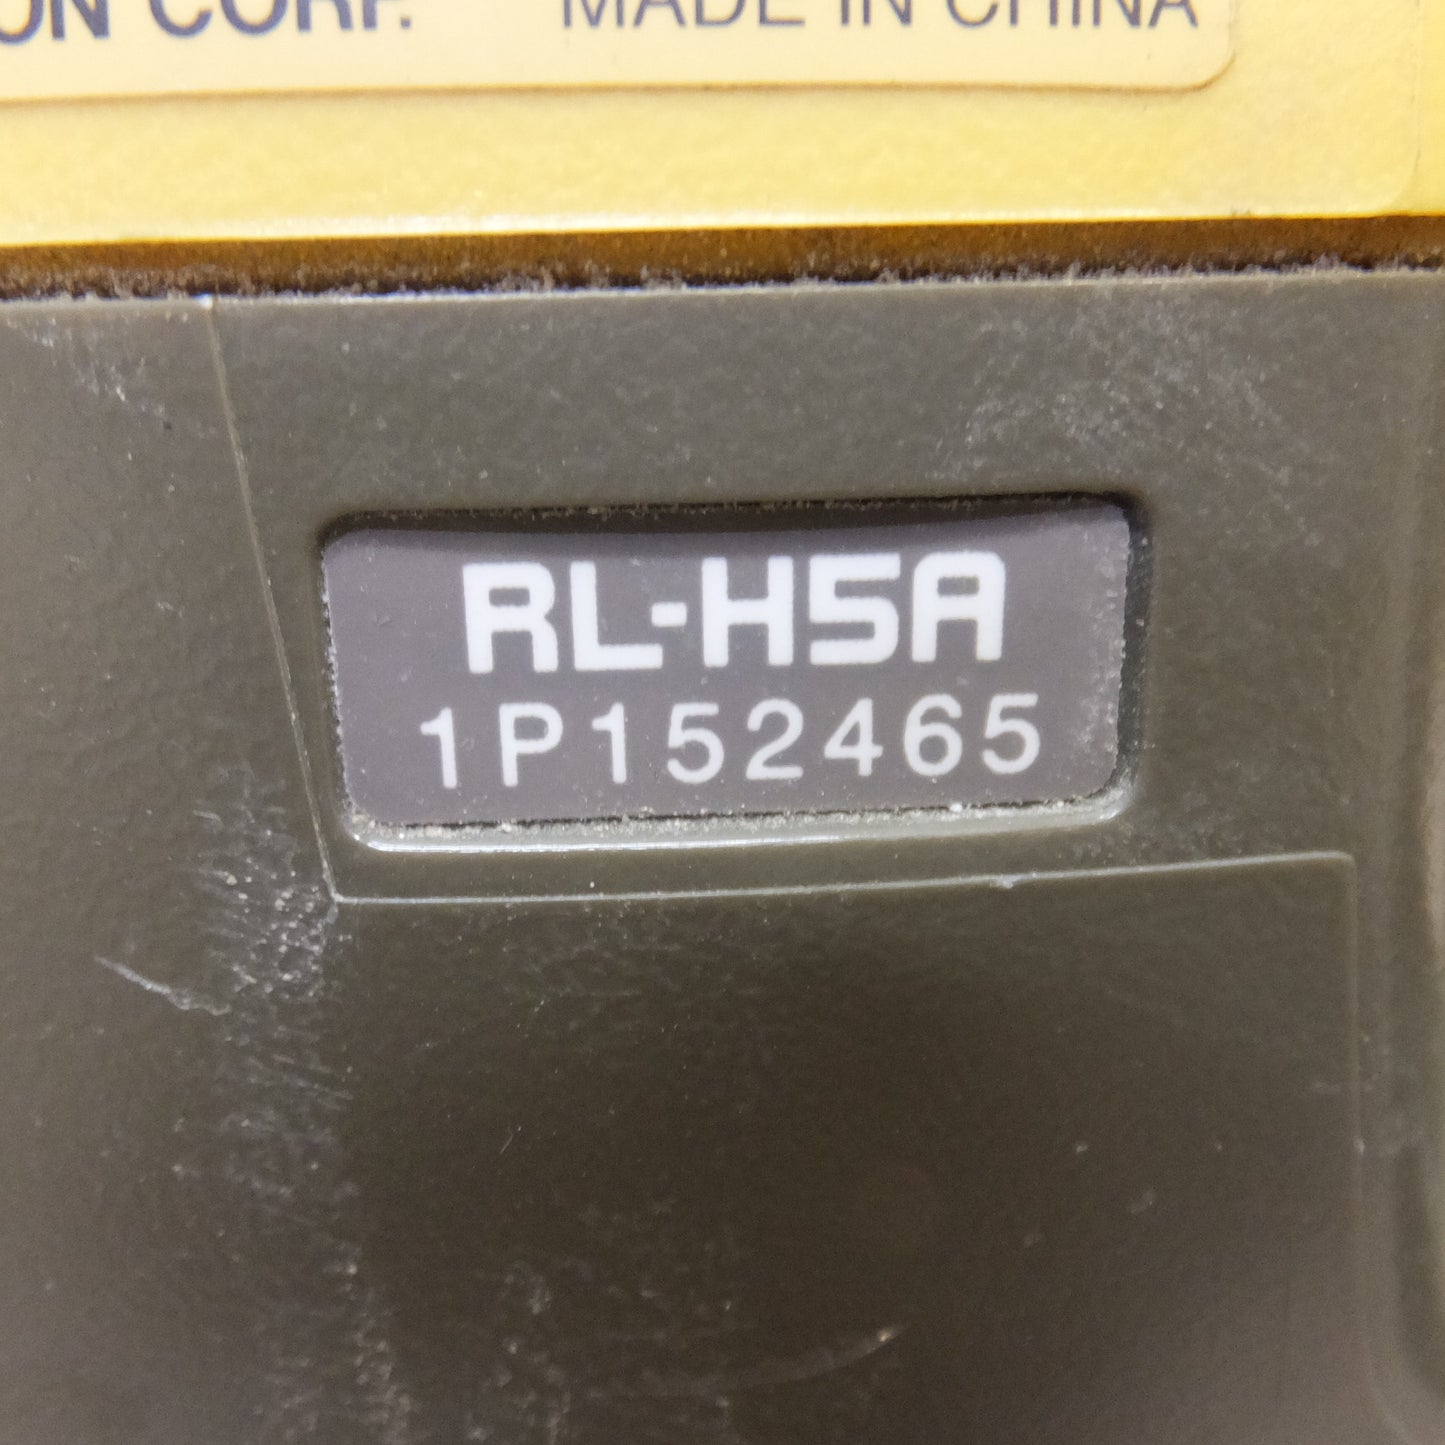 ON CORP. MADE IN CHINA
RL-H5A
1P152465